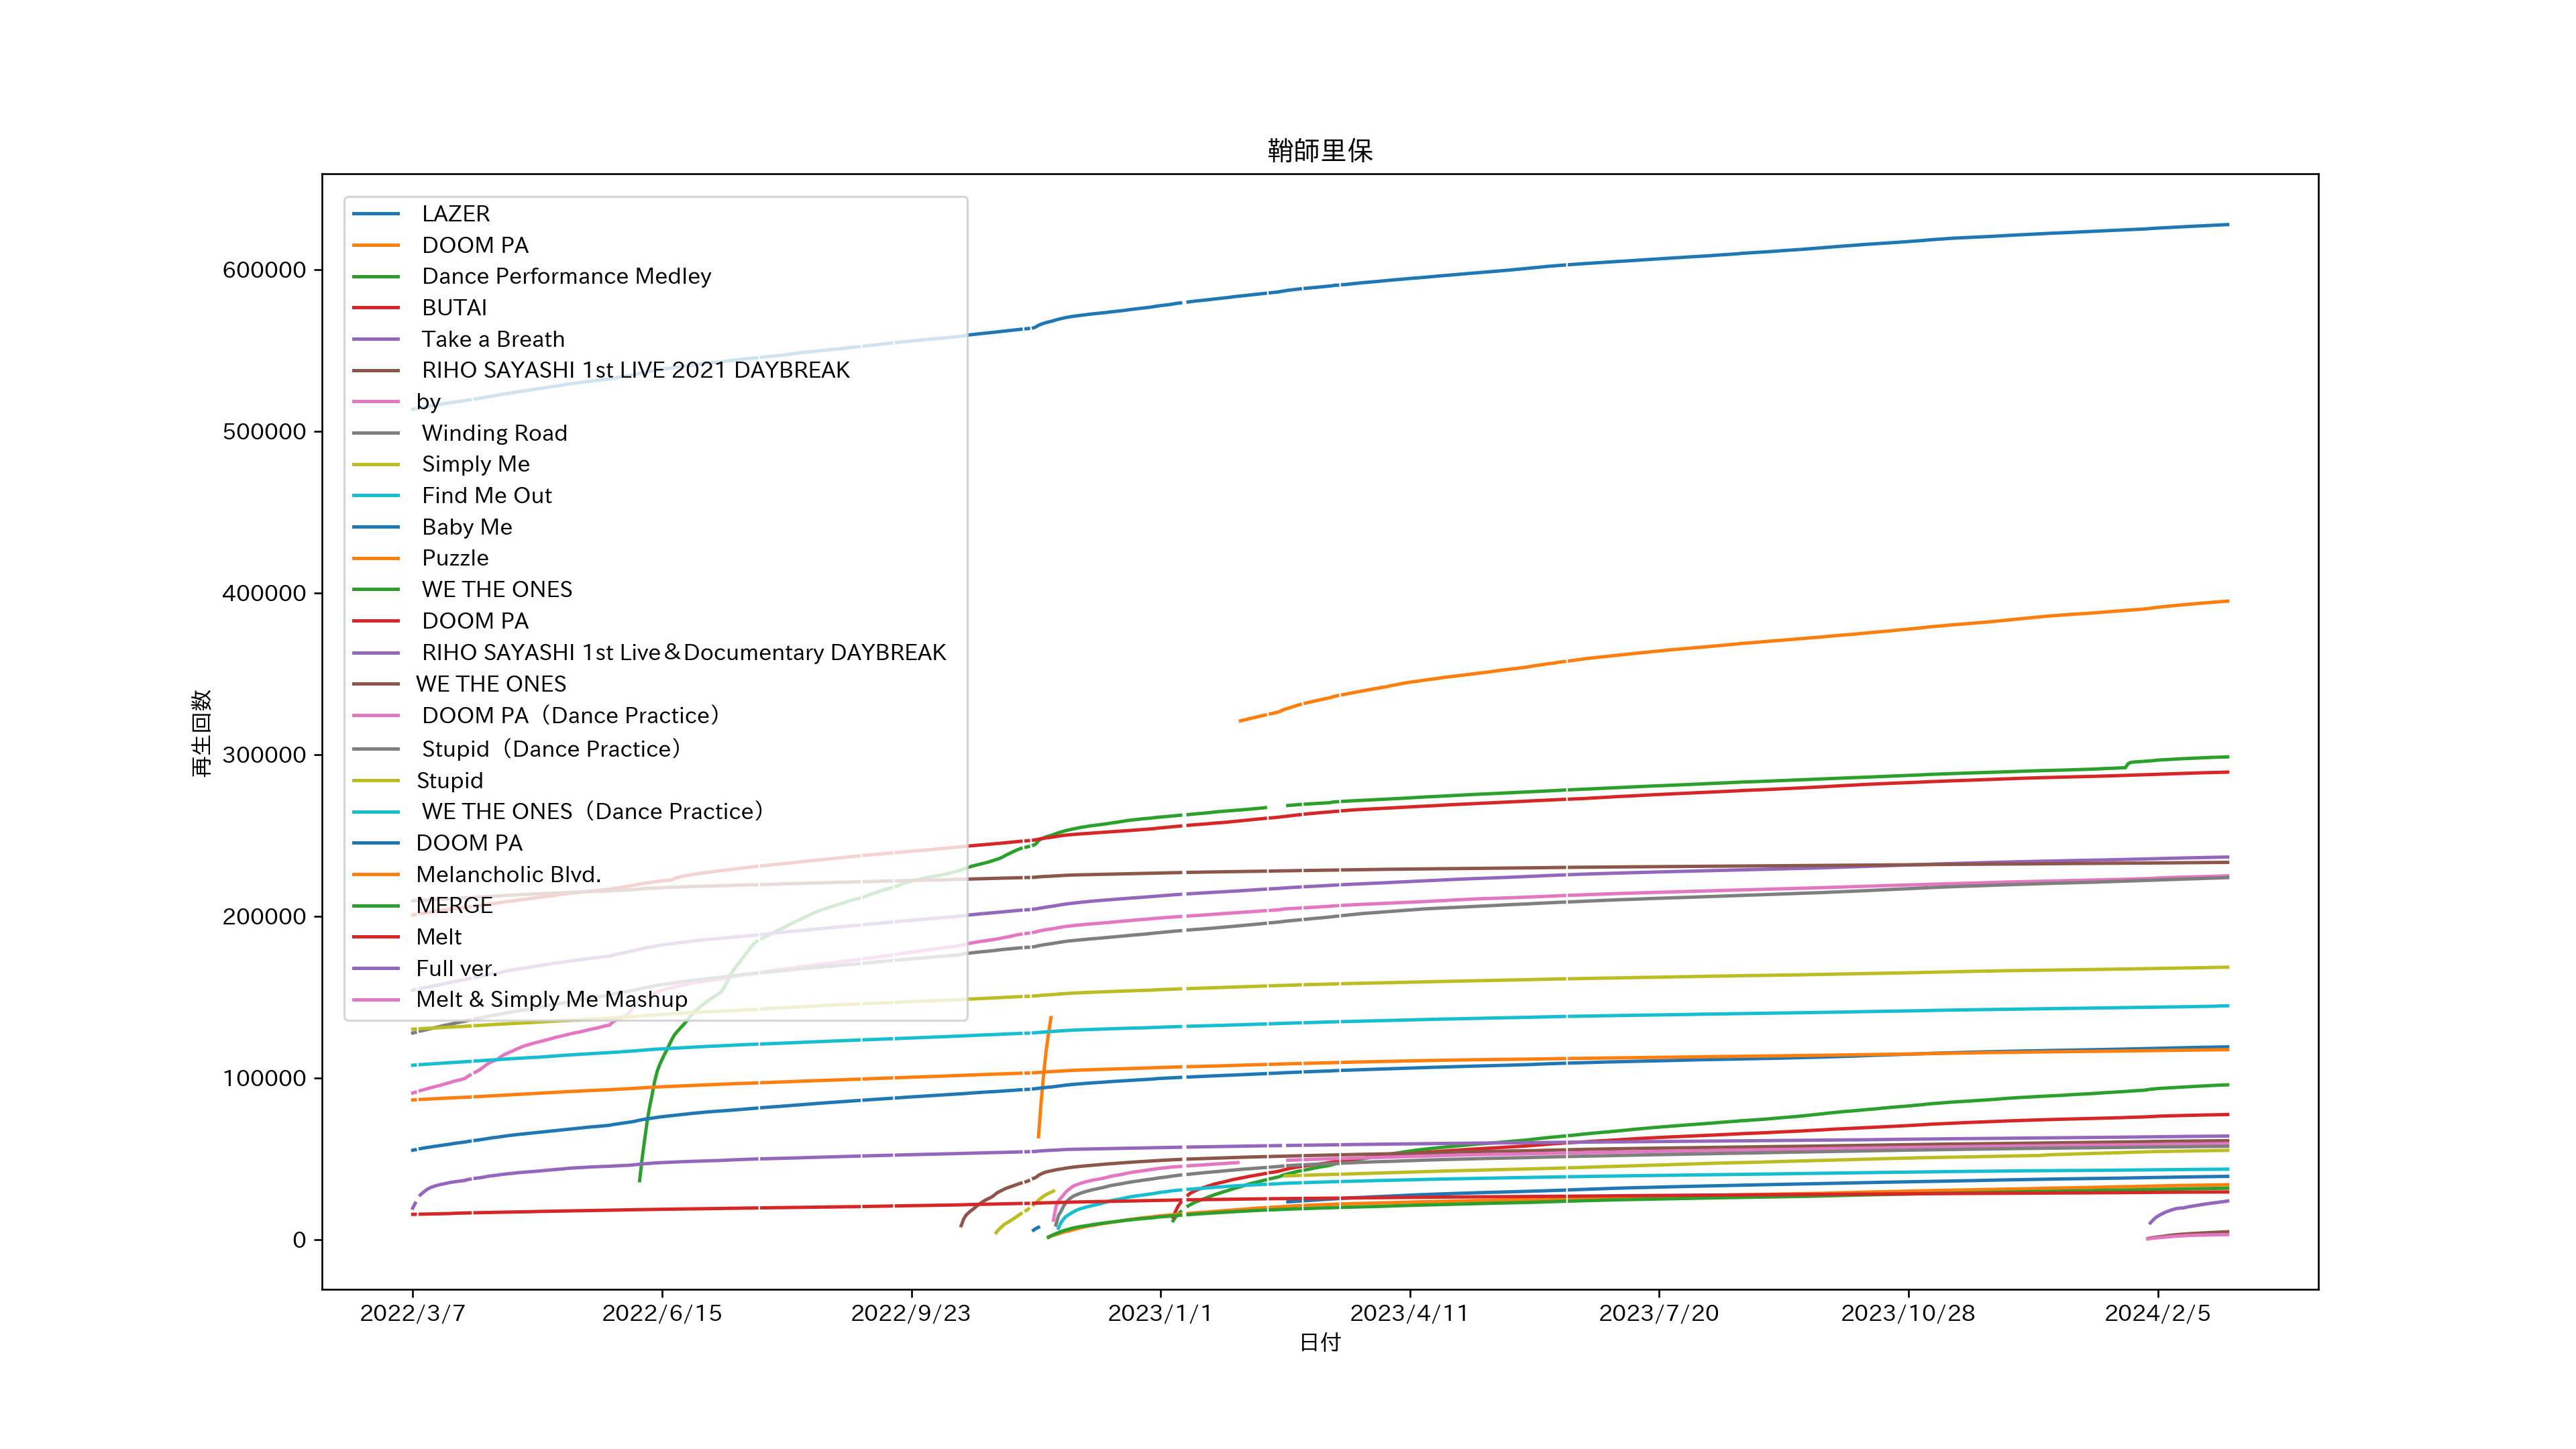 鞘師里保
LAZER
DOOM PA
Dance Performance Medley
BUTAI
Take a Breath
RIHO SAYASHI 1st LIVE 2021 DAYBREAK
by
Winding Road
Simply Me
Find Me Out
Baby Me
Puzzle
WE THE ONES
DOOM PA
RIHO SAYASHI 1st Live＆Documentary DAYBREAK
WE THE ONES
DOOM PA（Dance Practice）
Stupid（Dance Practice）
Stupid
WE THE ONES（Dance Practice）
DOOM PA
Melancholic Blvd.
MERGE
Melt
Full ver.
Melt & Simply Me Mashup
600000
500000
400000
300000
200000
100000
0
再生回数
2022/3/7 2022/6/15 2022/9/23 2023/1/1 2023/4/11 2023/7/20 2023/10/28 2024/2/5
日付